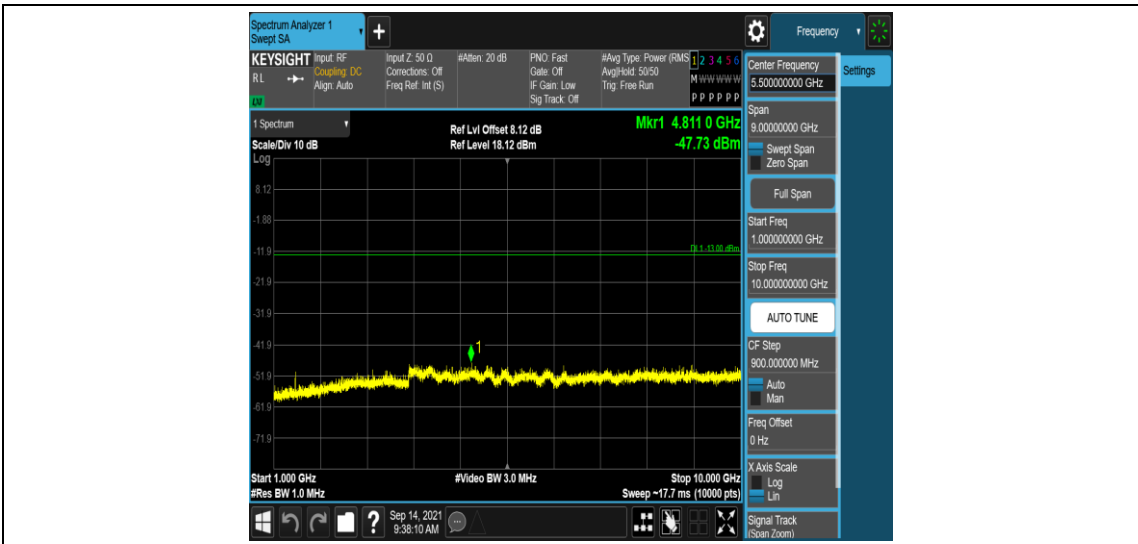 Spectrum Analyzer 1
Swept SA
+
Frequency
KEYSIGHT
RL
LXI
Input: RF
Coupling: DC
Align: Auto
Input Z: 50 Ω
Corrections: Off
Freq Ref: Int (S)
#Atten: 20 dB
PNO: Fast
Gate: Off
IF Gain: Low
Sig Track: Off
#Avg Type: Power (RMS
Avg|Hold: 50/50
Trig: Free Run
1 2 3 4 5 6
M W W W W W
P P P P P P
1 Spectrum
Scale/Div 10 dB
Log
Ref Lvl Offset 8.12 dB
Ref Level 18.12 dBm
Mkr1 4.811 0 GHz
-47.73 dBm
8.12
-1.88
-11.9
DL1 -13.00 dBm
-21.9
-31.9
-41.9
1
-51.9
-61.9
-71.9
Start 1.000 GHz
#Res BW 1.0 MHz
#Video BW 3.0 MHz
Stop 10.000 GHz
Sweep ~17.7 ms (10000 pts)
?
Sep 14, 2021
9:38:10 AM
Center Frequency
5.500000000 GHz
Settings
Span
9.00000000 GHz
Swept Span
Zero Span
Full Span
Start Freq
1.000000000 GHz
Stop Freq
10.000000000 GHz
AUTO TUNE
CF Step
900.000000 MHz
Auto
Man
Freq Offset
0 Hz
X Axis Scale
Log
Lin
Signal Track
(Span Zoom)